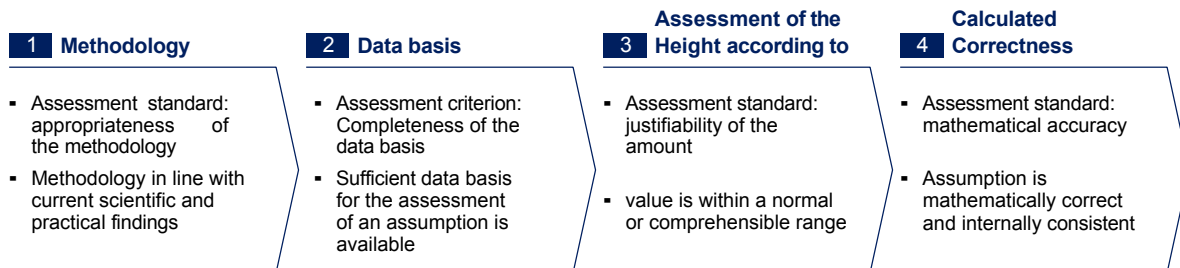 1 Methodology
▪ Assessment standard:
appropriateness of
the methodology
▪ Methodology in line with
current scientific and
practical findings
2 Data basis
▪ Assessment criterion:
Completeness of the
data basis
▪ Sufficient data basis
for the assessment
of an assumption is
available
Assessment of the
3 Height according to
▪ Assessment standard:
justifiability of the
amount
▪ value is within a normal
or comprehensible range
Calculated
4 Correctness
▪ Assessment standard:
mathematical accuracy
▪ Assumption is
mathematically correct
and internally consistent